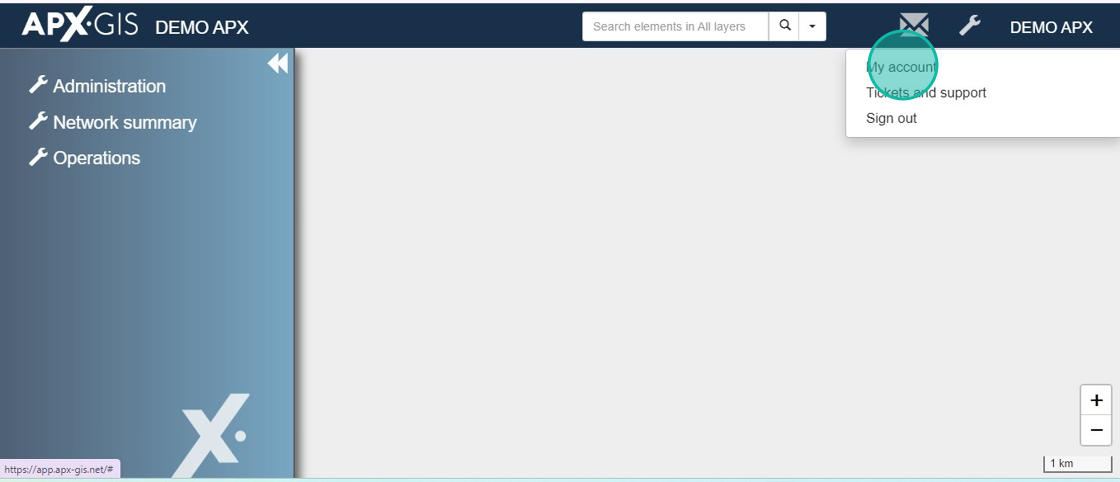 APX·GIS DEMO APX
Search elements in All layers
DEMO APX
My account
Tickets and support
Sign out
Administration
Network summary
Operations
X·
+
−
1 km
https://app.apx-gis.net/#